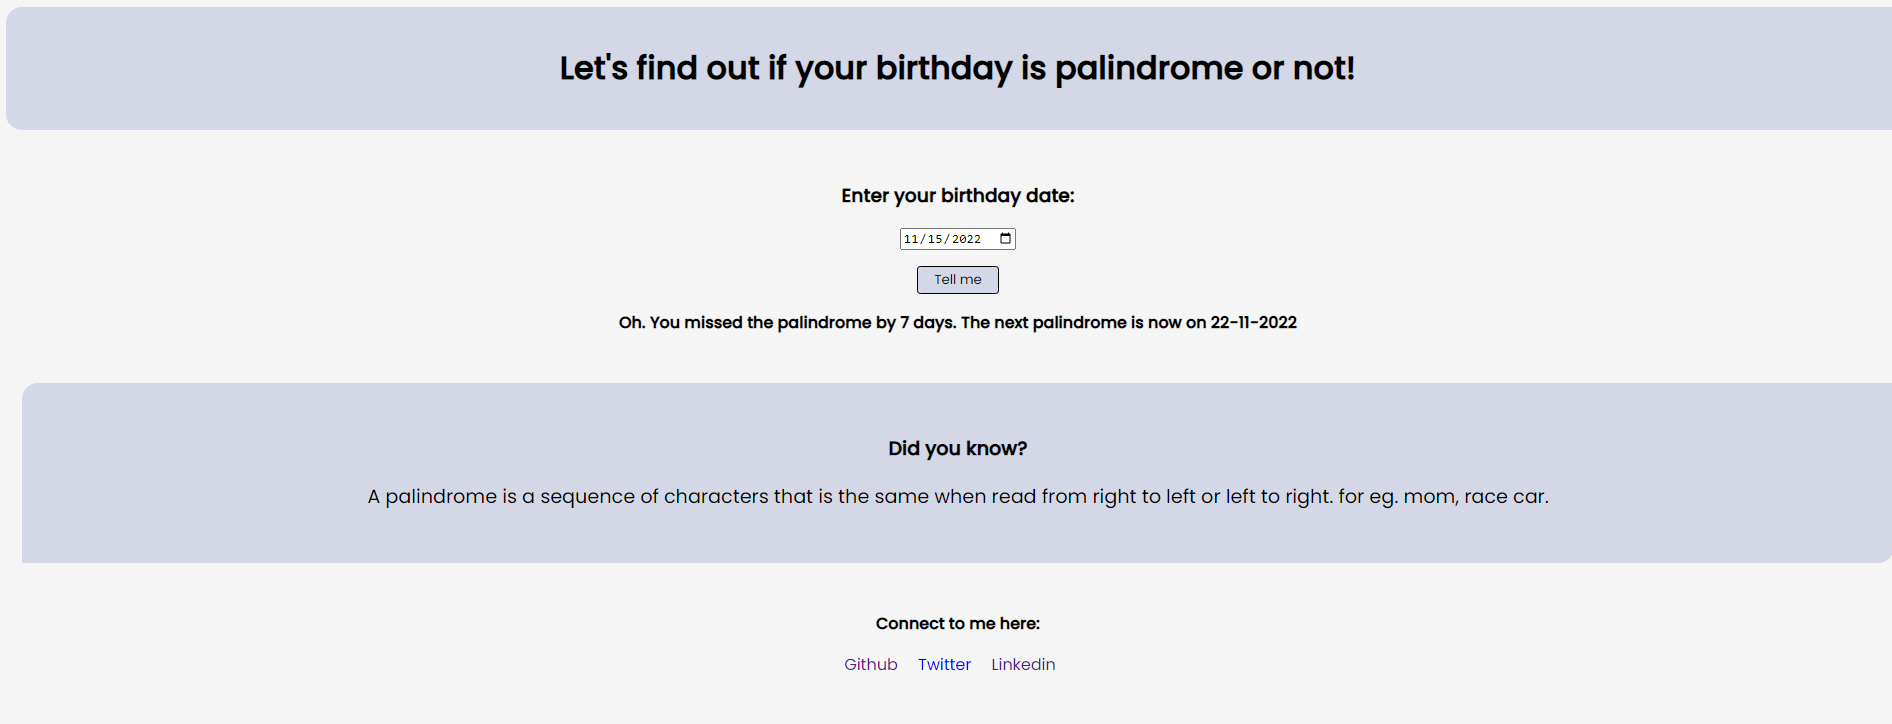 Let's find out if your birthday is palindrome or not!
Enter your birthday date:
11/15/2022
Tell me
Oh. You missed the palindrome by 7 days. The next palindrome is now on 22-11-2022
Did you know?
A palindrome is a sequence of characters that is the same when read from right to left or left to right. for eg. mom, race car.
Connect to me here:
Github Twitter Linkedin